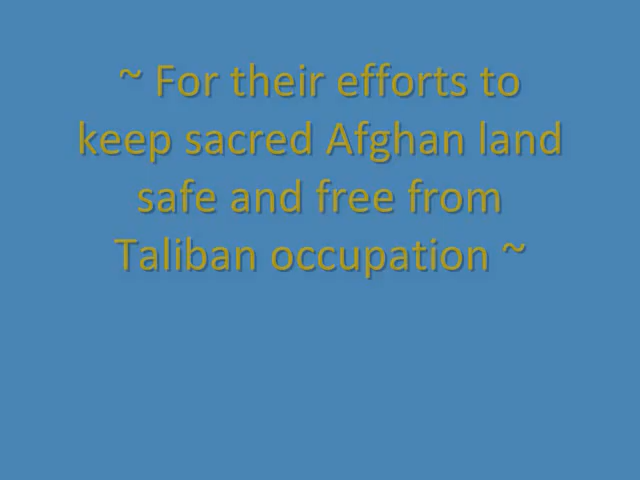 ~ For their efforts to
keep sacred Afghan land
safe and free from
Taliban occupation ~